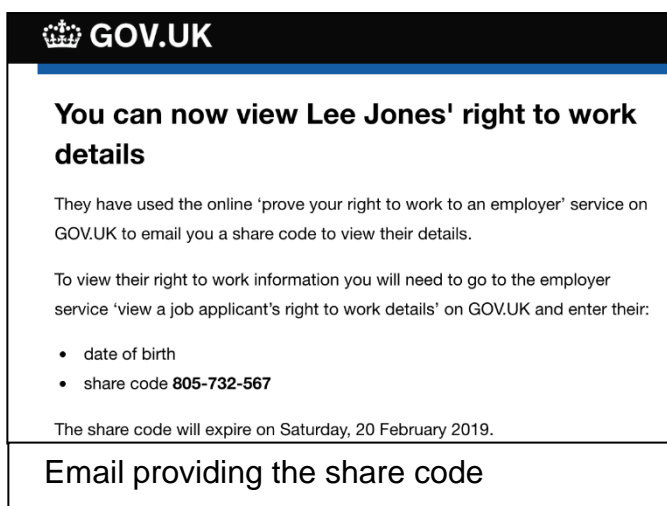 GOV.UK
You can now view Lee Jones' right to work
details
They have used the online ‘prove your right to work to an employer’ service on
GOV.UK to email you a share code to view their details.
To view their right to work information you will need to go to the employer
service ‘view a job applicant’s right to work details’ on GOV.UK and enter their:
• date of birth
• share code 805-732-567
The share code will expire on Saturday, 20 February 2019.
Email providing the share code